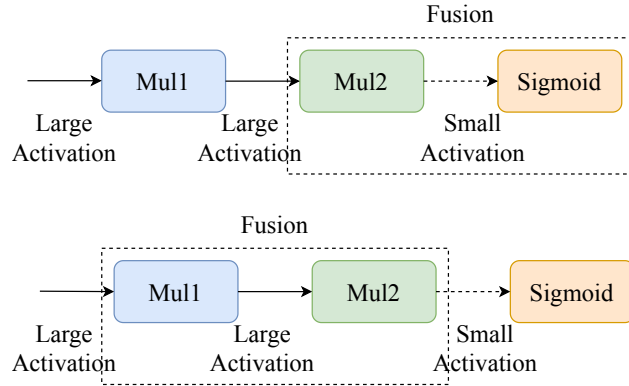 Fusion
Mul1
Mul2
Sigmoid
Large
Activation
Large
Activation
Small
Activation
Fusion
Mul1
Mul2
Sigmoid
Large
Activation
Large
Activation
Small
Activation